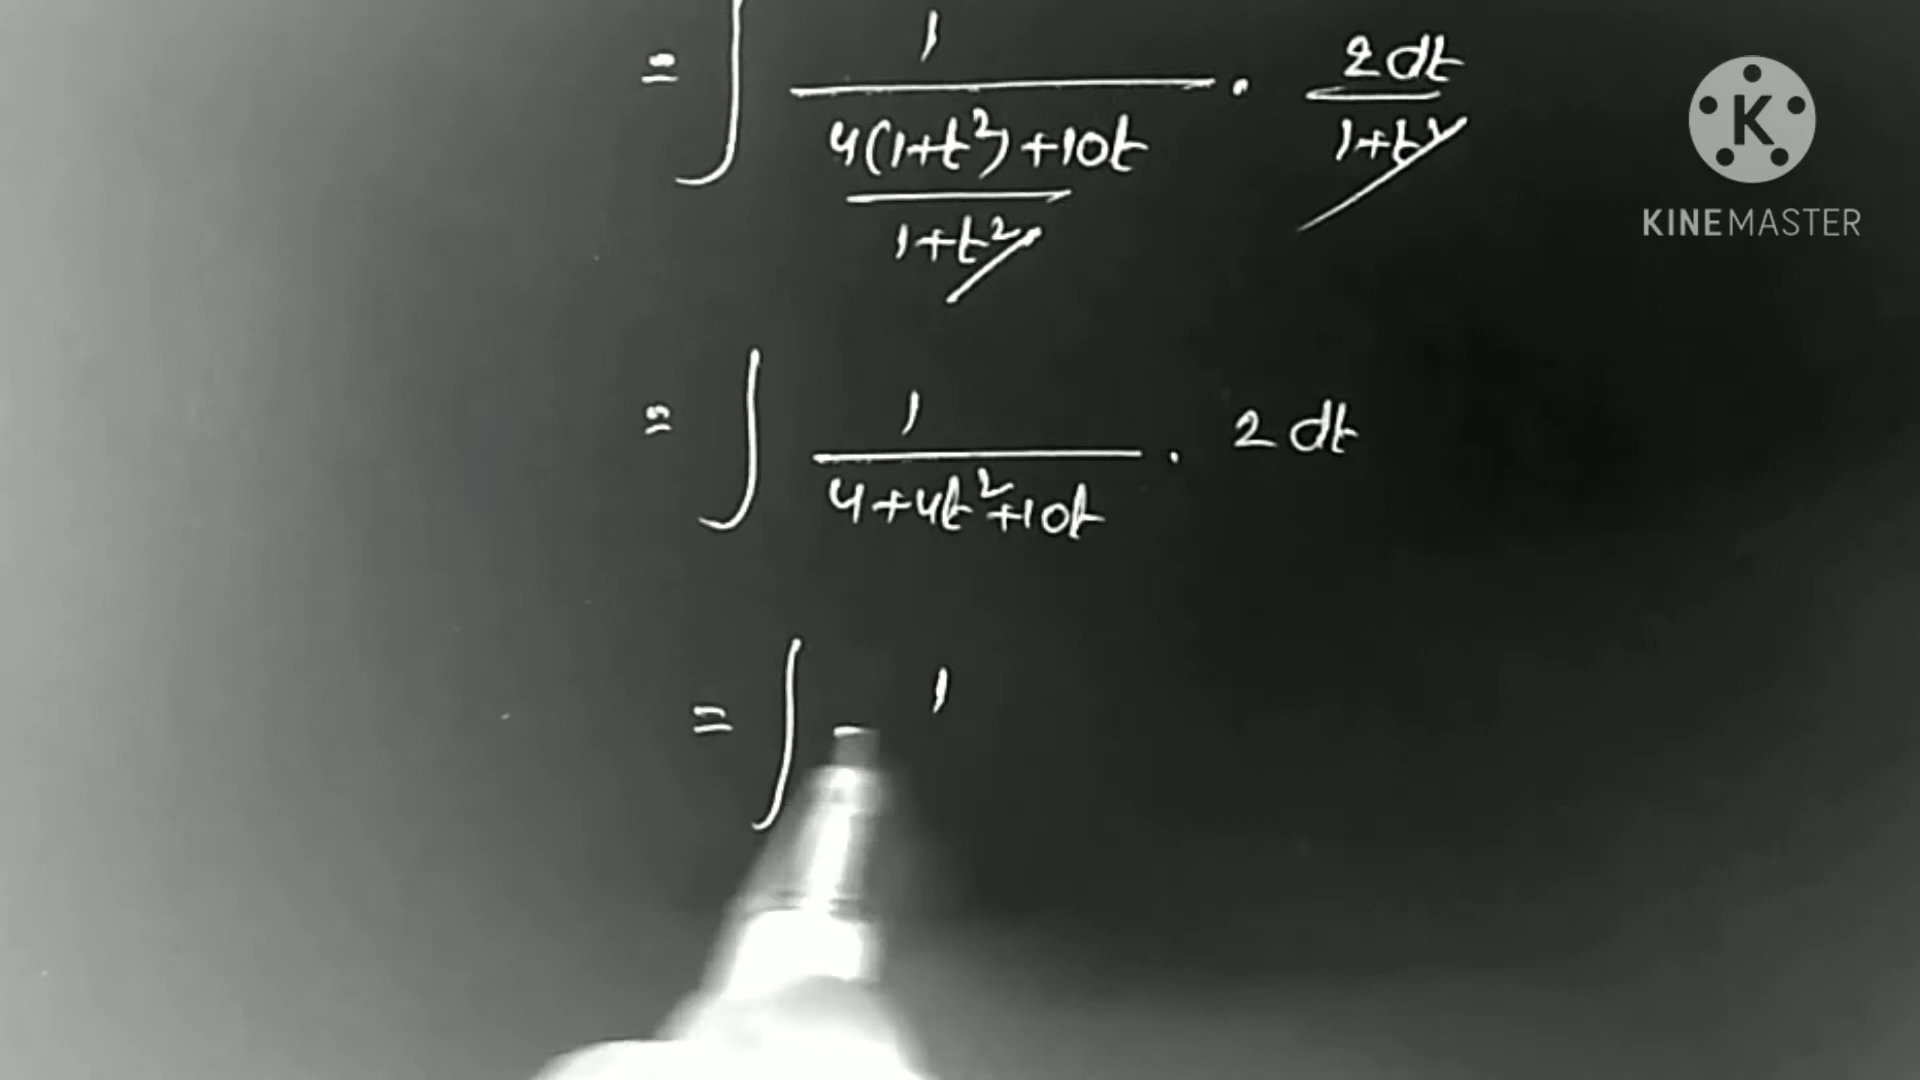 = ∫ 1 / (4(1+t²)+10t / 1+t²) · 2dt / 1+t²
K
KINEMASTER
= ∫ 1 / 4+4t²+10t · 2dt
= ∫ 1